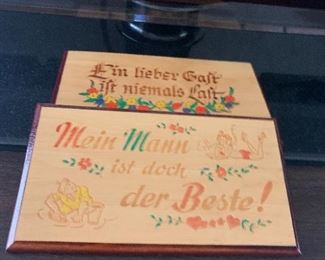 Ein lieber Gast
ist niemals Last
Mein Mann
ist doch
der Beste!